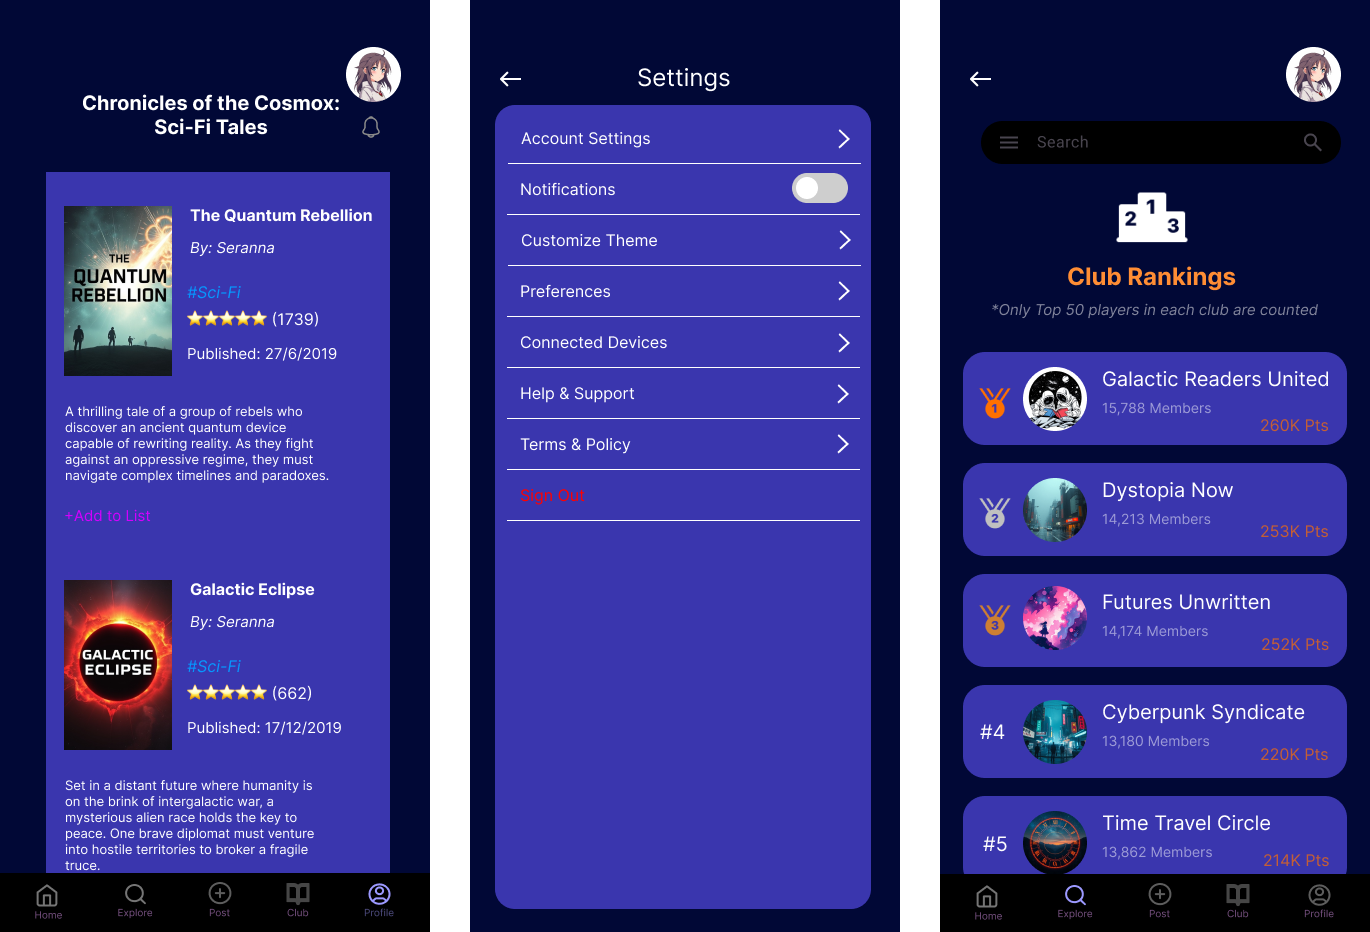 Chronicles of the Cosmox:
Sci-Fi Tales
THE
QUANTUM
REBELLION
The Quantum Rebellion
By: Seranna
#Sci-Fi
(1739)
Published: 27/6/2019
A thrilling tale of a group of rebels who
discover an ancient quantum device
capable of rewriting reality. As they fight
against an oppressive regime, they must
navigate complex timelines and paradoxes.
+Add to List
GALACTIC
ECLIPSE
Galactic Eclipse
By: Seranna
#Sci-Fi
(662)
Published: 17/12/2019
Set in a distant future where humanity is
on the brink of intergalactic war, a
mysterious alien race holds the key to
peace. One brave diplomat must venture
into hostile territories to broker a fragile
truce.
Home
Explore
Post
Club
Profile
Settings
Account Settings
Notifications
Customize Theme
Preferences
Connected Devices
Help & Support
Terms & Policy
Sign Out
Search
2 1 3
Club Rankings
*Only Top 50 players in each club are counted
1
Galactic Readers United
15,788 Members
260K Pts
2
Dystopia Now
14,213 Members
253K Pts
3
Futures Unwritten
14,174 Members
252K Pts
#4
Cyberpunk Syndicate
13,180 Members
220K Pts
#5
Time Travel Circle
13,862 Members
214K Pts
Home
Explore
Post
Club
Profile